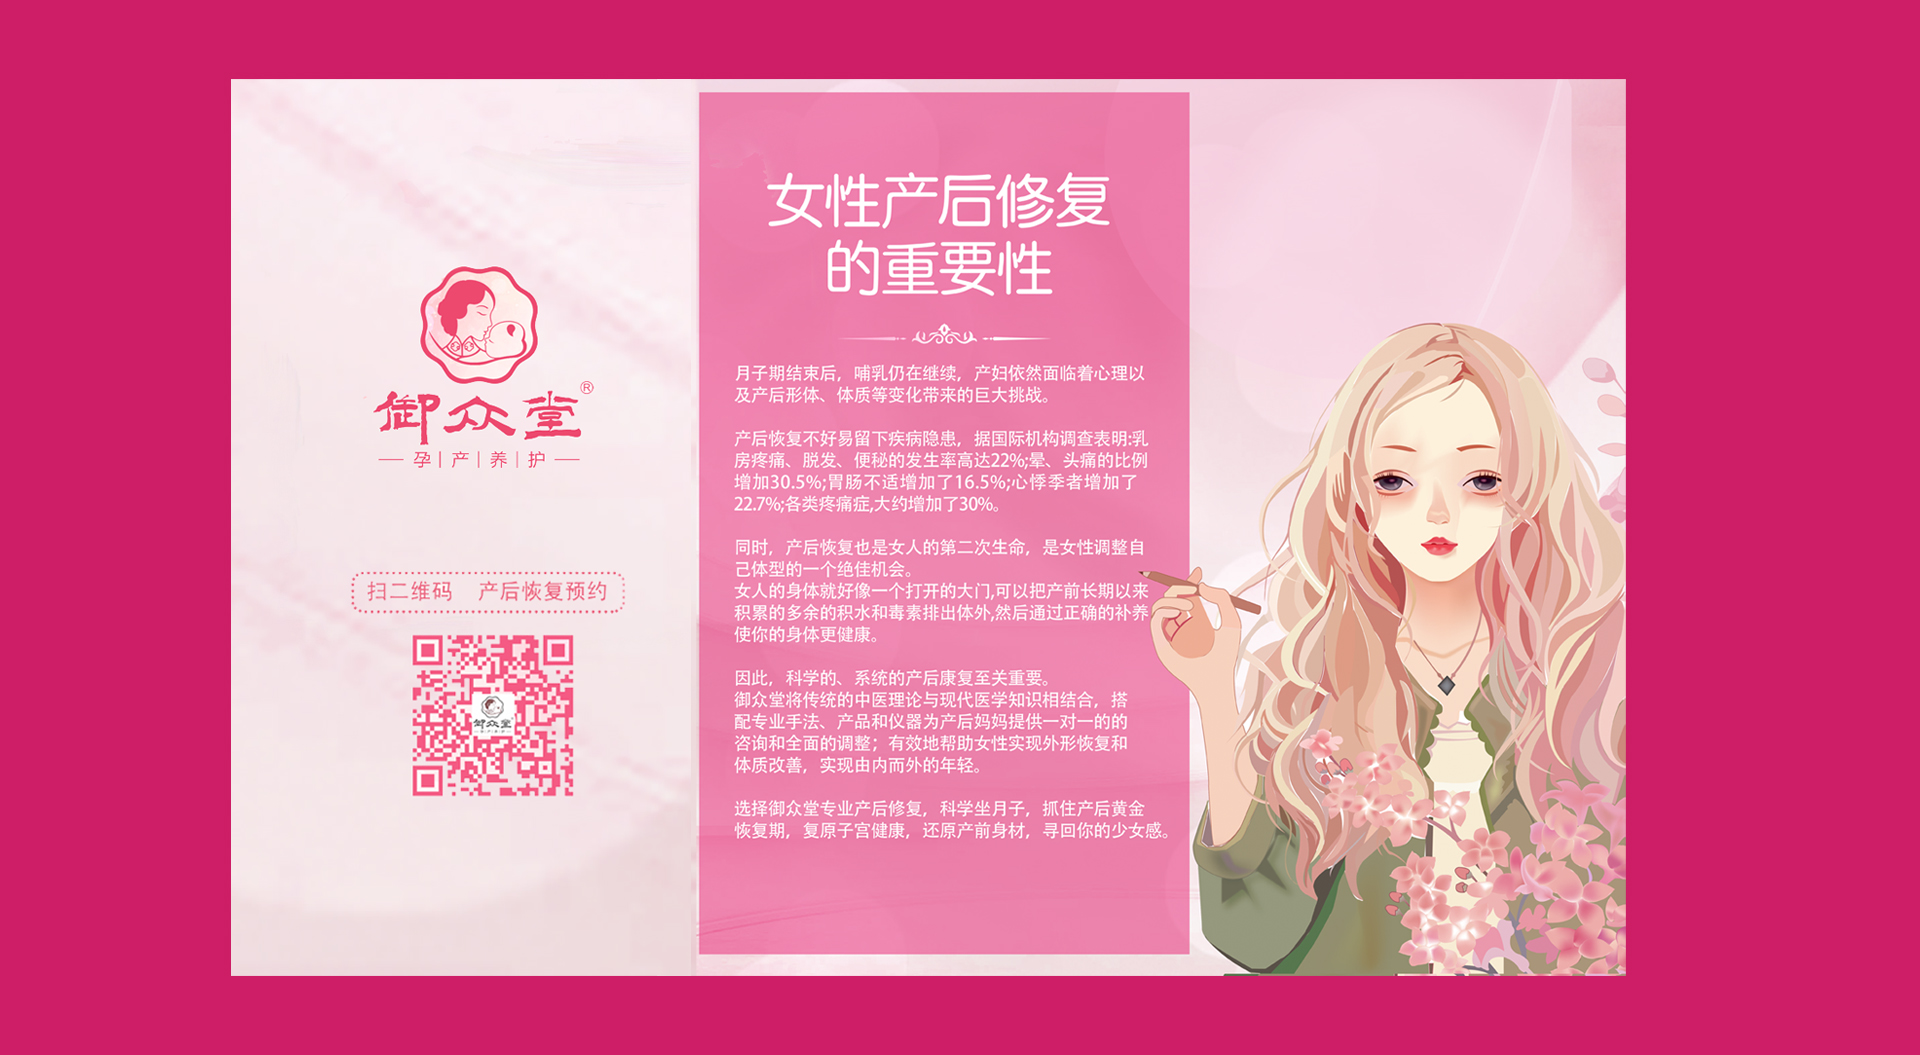 御众堂®
孕|产|养|护
扫二维码 产后恢复预约
御众堂
女性产后修复
的重要性
月子期结束后，哺乳仍在继续，产妇依然面临着心理以
及产后形体、体质等变化带来的巨大挑战。
产后恢复不好易留下疾病隐患，据国际机构调查表明:乳
房疼痛、脱发、便秘的发生率高达22%;晕、头痛的比例
增加30.5%;胃肠不适增加了16.5%;心悸季者增加了
22.7%;各类疼痛症,大约增加了30%。
同时，产后恢复也是女人的第二次生命，是女性调整自
己体型的一个绝佳机会。
女人的身体就好像一个打开的大门,可以把产前长期以来
积累的多余的积水和毒素排出体外,然后通过正确的补养
使你的身体更健康。
因此，科学的、系统的产后康复至关重要。
御众堂将传统的中医理论与现代医学知识相结合，搭
配专业手法、产品和仪器为产后妈妈提供一对一的的
咨询和全面的调整；有效地帮助女性实现外形恢复和
体质改善，实现由内而外的年轻。
选择御众堂专业产后修复，科学坐月子，抓住产后黄金
恢复期，复原子宫健康，还原产前身材，寻回你的少女感。